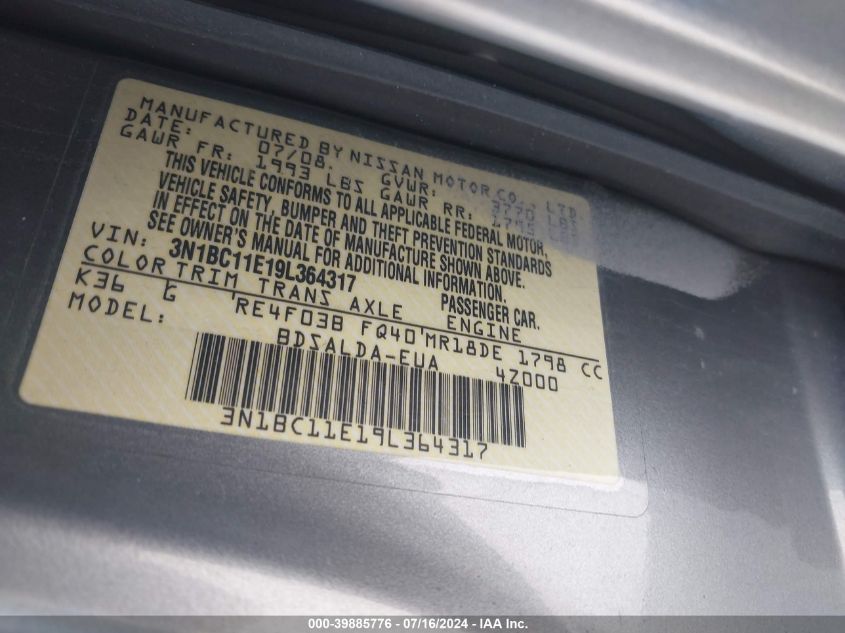 MANUFACTURED BY NISSAN MOTOR CO., LTD
DATE: 07/08. GVWR: 3770 LBS
GAWR FR: 1993 LBS GAWR RR:
THIS VEHICLE CONFORMS TO ALL APPLICABLE FEDERAL MOTOR
VEHICLE SAFETY, BUMPER AND THEFT PREVENTION STANDARDS
IN EFFECT ON THE DATE OF MANUFACTURE SHOWN ABOVE.
SEE OWNER'S MANUAL FOR ADDITIONAL INFORMATION.
VIN: 3N1BC11E19L364317 PASSENGER CAR.
COLOR TRIM TRANS AXLE ENGINE
K36 G 'RE4F03B FQ40'MR18DE 1798 CC
MODEL: BDSALDA-EUA 4Z000
3N1BC11E19L364317
000-39885776 - 07/16/2024 - IAA Inc.